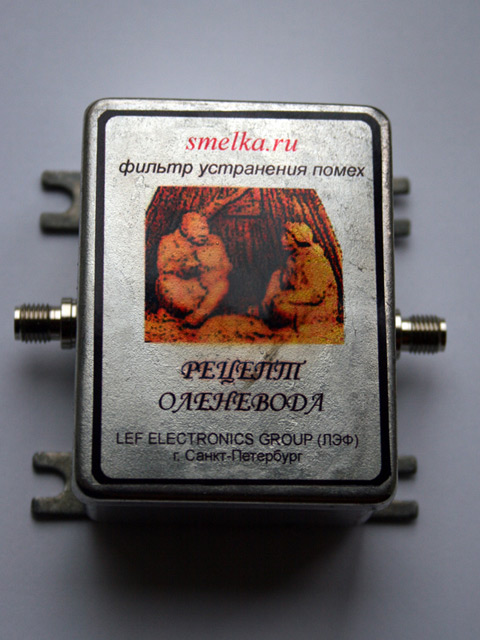 smelka.ru
фильтр устранения помех
РЕЦЕПТ
ОЛЕНЕВОДА
LEF ELECTRONICS GROUP (ЛЭФ)
г. Санкт-Петербург